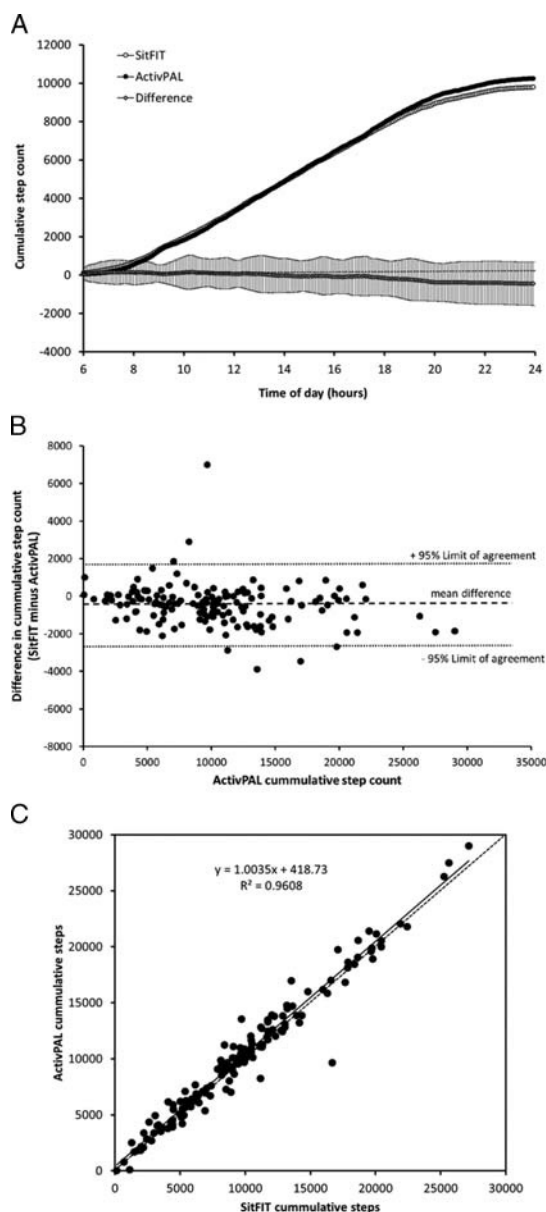 A
12000
10000
8000
6000
4000
2000
0
-2000
-4000
SitFIT
ActivPAL
Difference
Cumulative step count
6 8 10 12 14 16 18 20 22 24
Time of day (hours)
B
8000
6000
4000
2000
0
-2000
-4000
-6000
-8000
Difference in cummulative step count
(SitFIT minus ActivPAL)
+ 95% Limit of agreement
mean difference
- 95% Limit of agreement
0 5000 10000 15000 20000 25000 30000 35000
ActivPAL cummulative step count
C
30000
25000
20000
15000
10000
5000
0
y = 1.0035x + 418.73
R² = 0.9608
ActivPAL cummulative steps
0 5000 10000 15000 20000 25000 30000
SitFIT cummulative steps